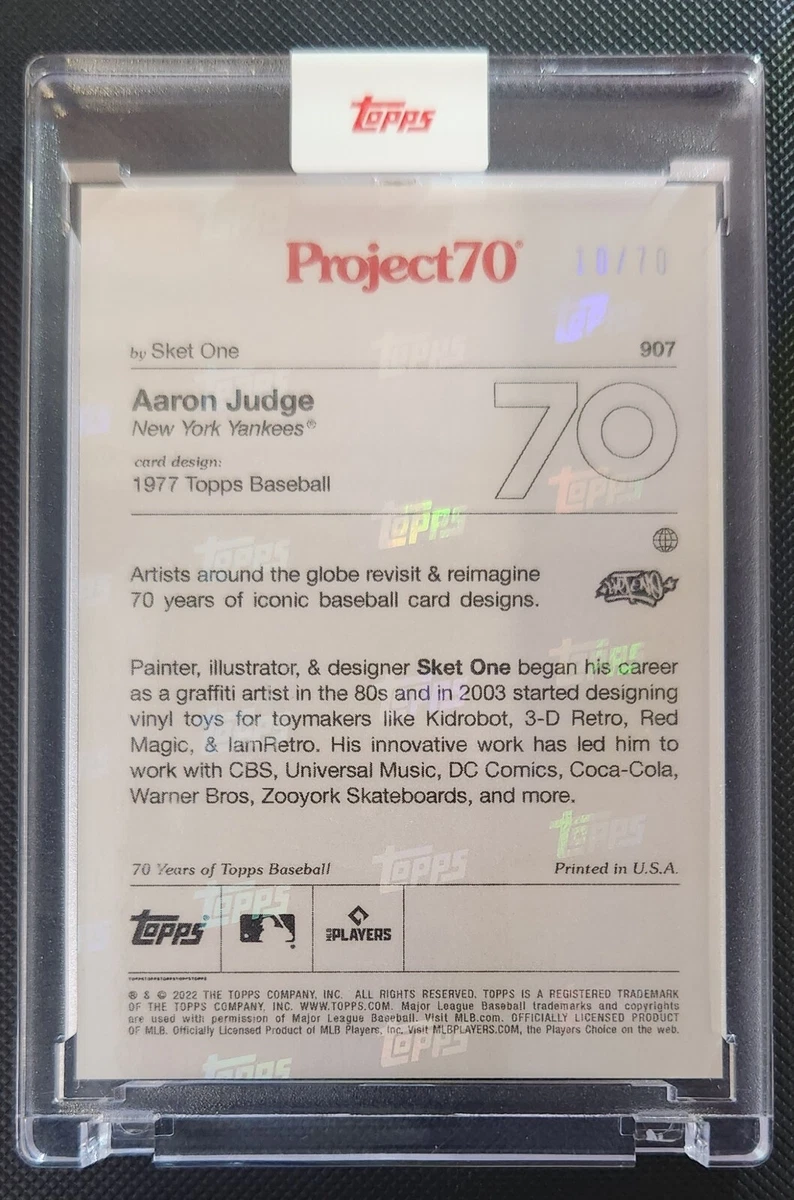 Topps
Project70®
10/70
by Sket One
907
Aaron Judge
New York Yankees®
card design:
1977 Topps Baseball
70
Artists around the globe revisit & reimagine
70 years of iconic baseball card designs.
Painter, illustrator, & designer Sket One began his career
as a graffiti artist in the 80s and in 2003 started designing
vinyl toys for toymakers like Kidrobot, 3-D Retro, Red
Magic, & IamRetro. His innovative work has led him to
work with CBS, Universal Music, DC Comics, Coca-Cola,
Warner Bros, Zooyork Skateboards, and more.
70 Years of Topps Baseball
Printed in U.S.A.
Topps
MLB PLAYERS
® & © 2022 THE TOPPS COMPANY, INC. ALL RIGHTS RESERVED. TOPPS IS A REGISTERED TRADEMARK
OF THE TOPPS COMPANY, INC. WWW.TOPPS.COM. Major League Baseball trademarks and copyrights
are used with permission of Major League Baseball. Visit MLB.com. OFFICIALLY LICENSED PRODUCT
OF MLB. Officially Licensed Product of MLB Players, Inc. Visit MLBPLAYERS.COM, the Players Choice on the web.